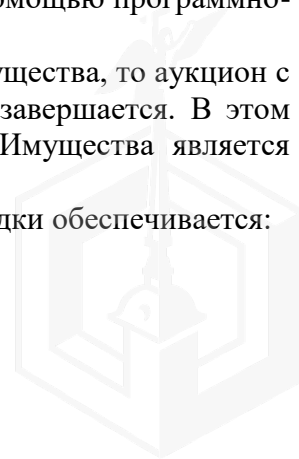 омощью программно-
ущества, то аукцион с
завершается. В этом
Имущества является
дки обеспечивается: